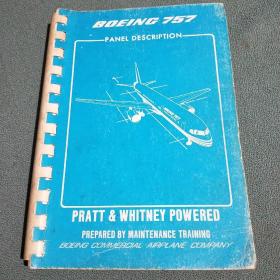 BOEING 757
PANEL DESCRIPTION
PRATT & WHITNEY POWERED
PREPARED BY MAINTENANCE TRAINING
BOEING COMMERCIAL AIRPLANE COMPANY